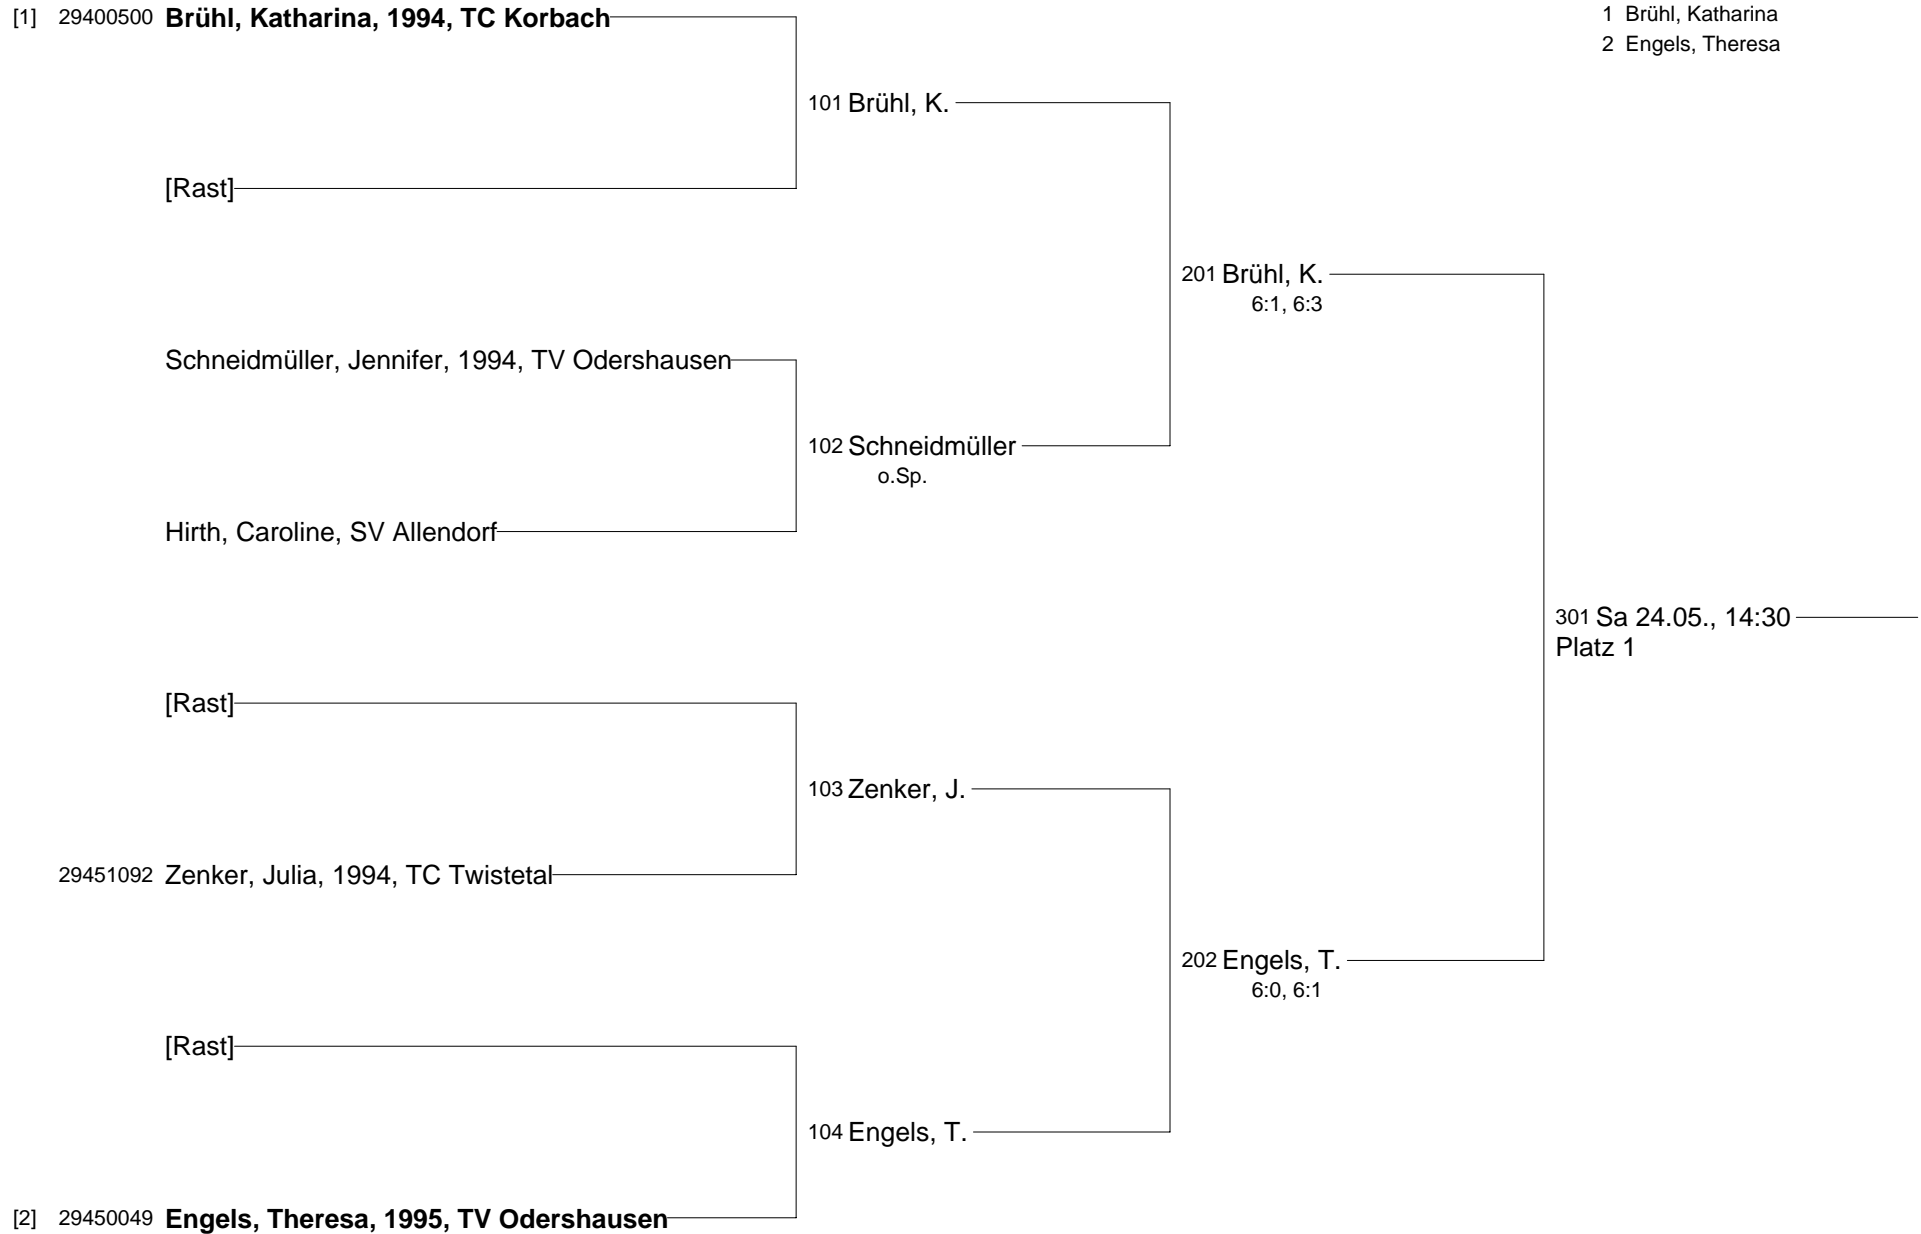 [1] 29400500 Brühl, Katharina, 1994, TC Korbach
1 Brühl, Katharina
2 Engels, Theresa
101 Brühl, K.
[Rast]
201 Brühl, K.
6:1, 6:3
Schneidmüller, Jennifer, 1994, TV Odershausen
102 Schneidmüller
o.Sp.
Hirth, Caroline, SV Allendorf
301 Sa 24.05., 14:30
Platz 1
[Rast]
103 Zenker, J.
29451092 Zenker, Julia, 1994, TC Twistetal
202 Engels, T.
6:0, 6:1
[Rast]
104 Engels, T.
[2] 29450049 Engels, Theresa, 1995, TV Odershausen